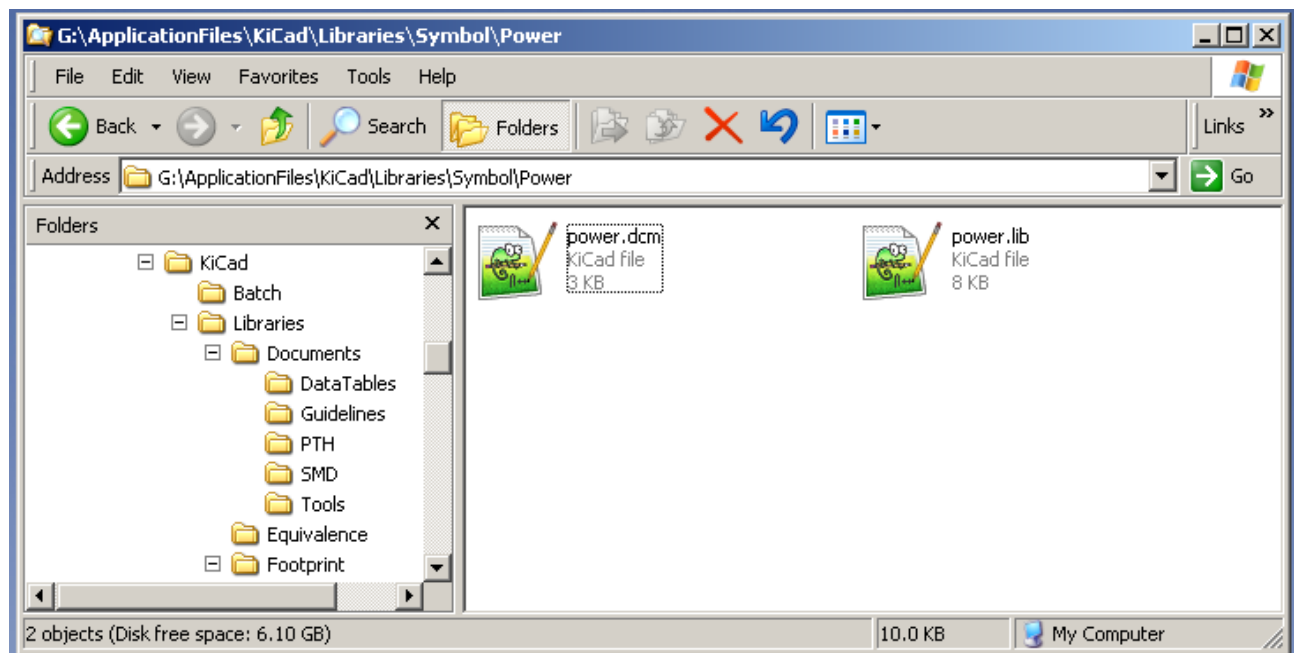 G:\ApplicationFiles\KiCad\Libraries\Symbol\Power
File Edit View Favorites Tools Help
Back Search Folders Links »
Address G:\ApplicationFiles\KiCad\Libraries\Symbol\Power Go
Folders
KiCad
Batch
Libraries
Documents
DataTables
Guidelines
PTH
SMD
Tools
Equivalence
Footprint
power.dcm
KiCad file
3 KB
power.lib
KiCad file
8 KB
2 objects (Disk free space: 6.10 GB) 10.0 KB My Computer